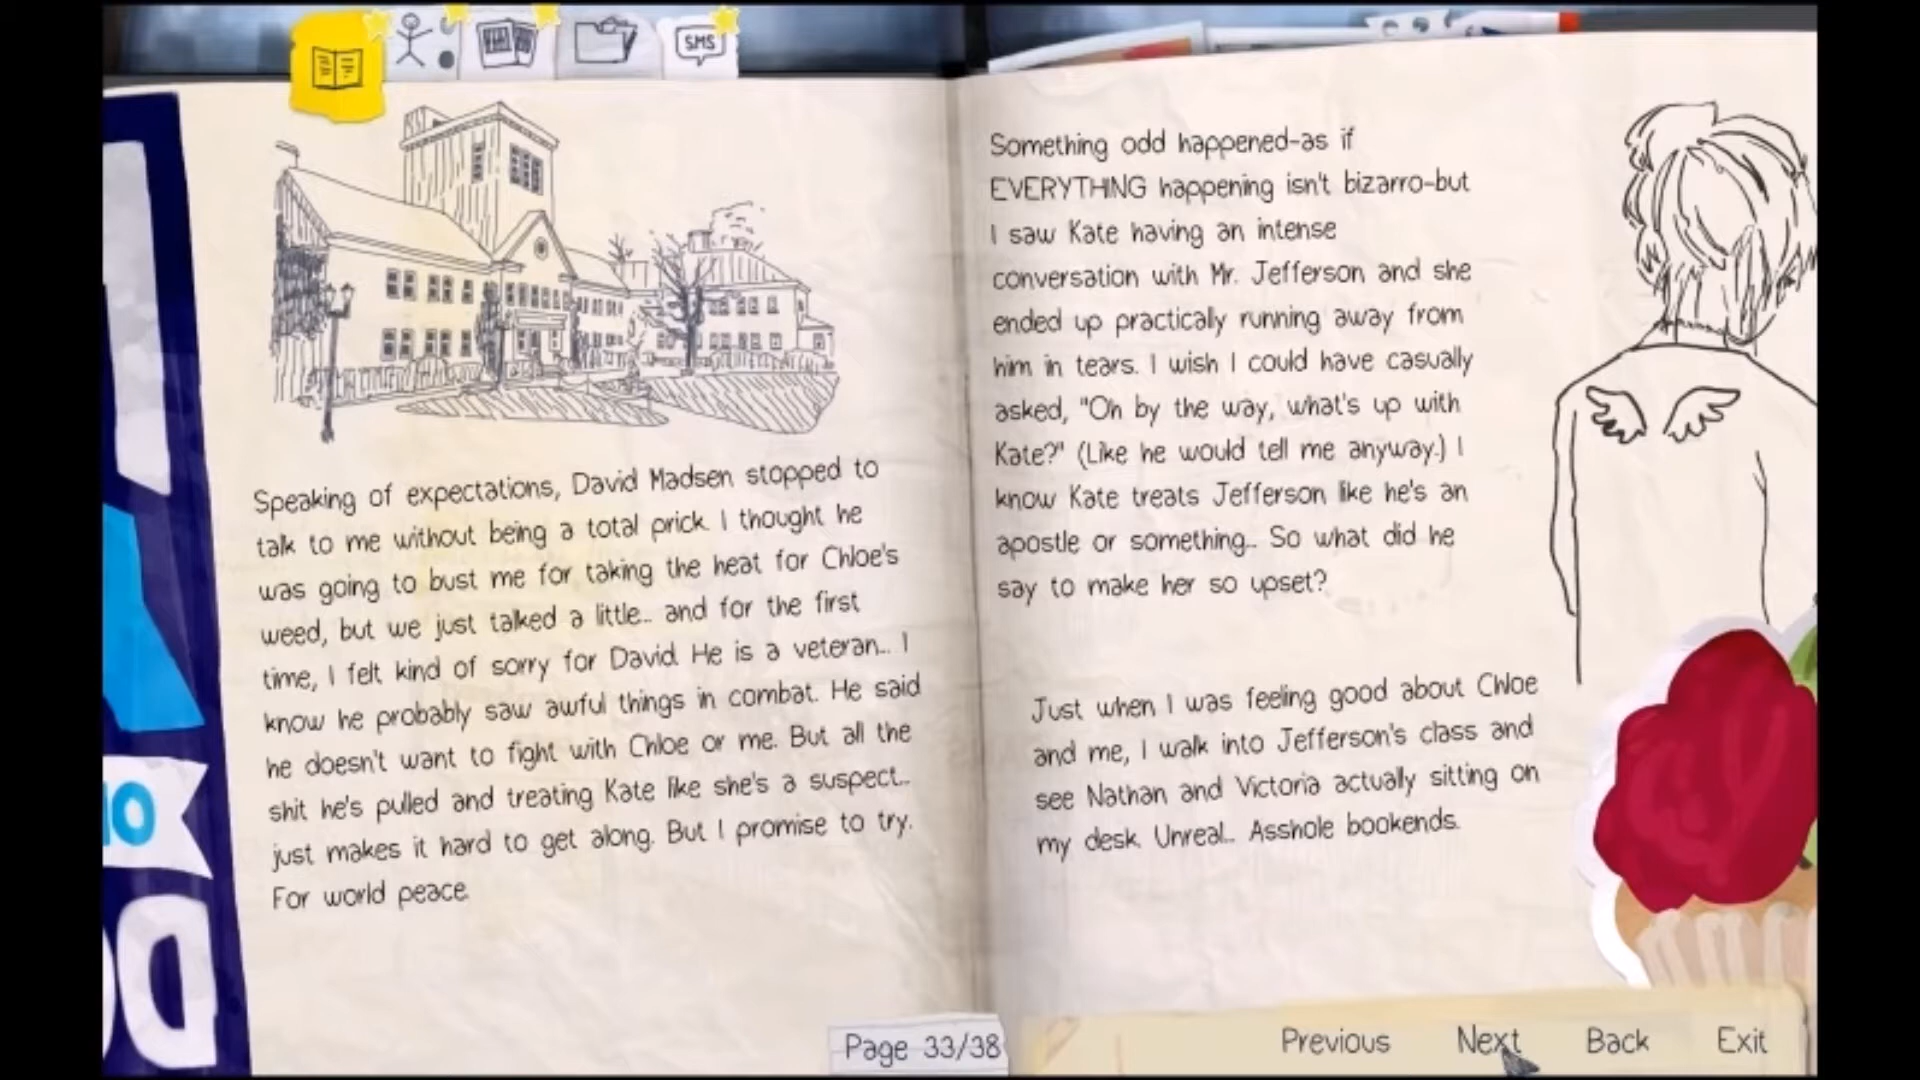 SMS
Speaking of expectations, David Madsen stopped to
talk to me without being a total prick. I thought he
was going to bust me for taking the heat for Chloe's
weed, but we just talked a little... and for the first
time, I felt kind of sorry for David. He is a veteran... I
know he probably saw awful things in combat. He said
he doesn't want to fight with Chloe or me. But all the
shit he's pulled and treating Kate like she's a suspect...
just makes it hard to get along. But I promise to try.
For world peace.
Something odd happened-as if
EVERYTHING happening isn't bizarro-but
I saw Kate having an intense
conversation with Mr. Jefferson and she
ended up practically running away from
him in tears. I wish I could have casually
asked, "Oh by the way, what's up with
Kate?" (Like he would tell me anyway.) I
know Kate treats Jefferson like he's an
apostle or something... So what did he
say to make her so upset?
Just when I was feeling good about Chloe
and me, I walk into Jefferson's class and
see Nathan and Victoria actually sitting on
my desk. Unreal... Asshole bookends.
Page 33/38
Previous Next Back Exit